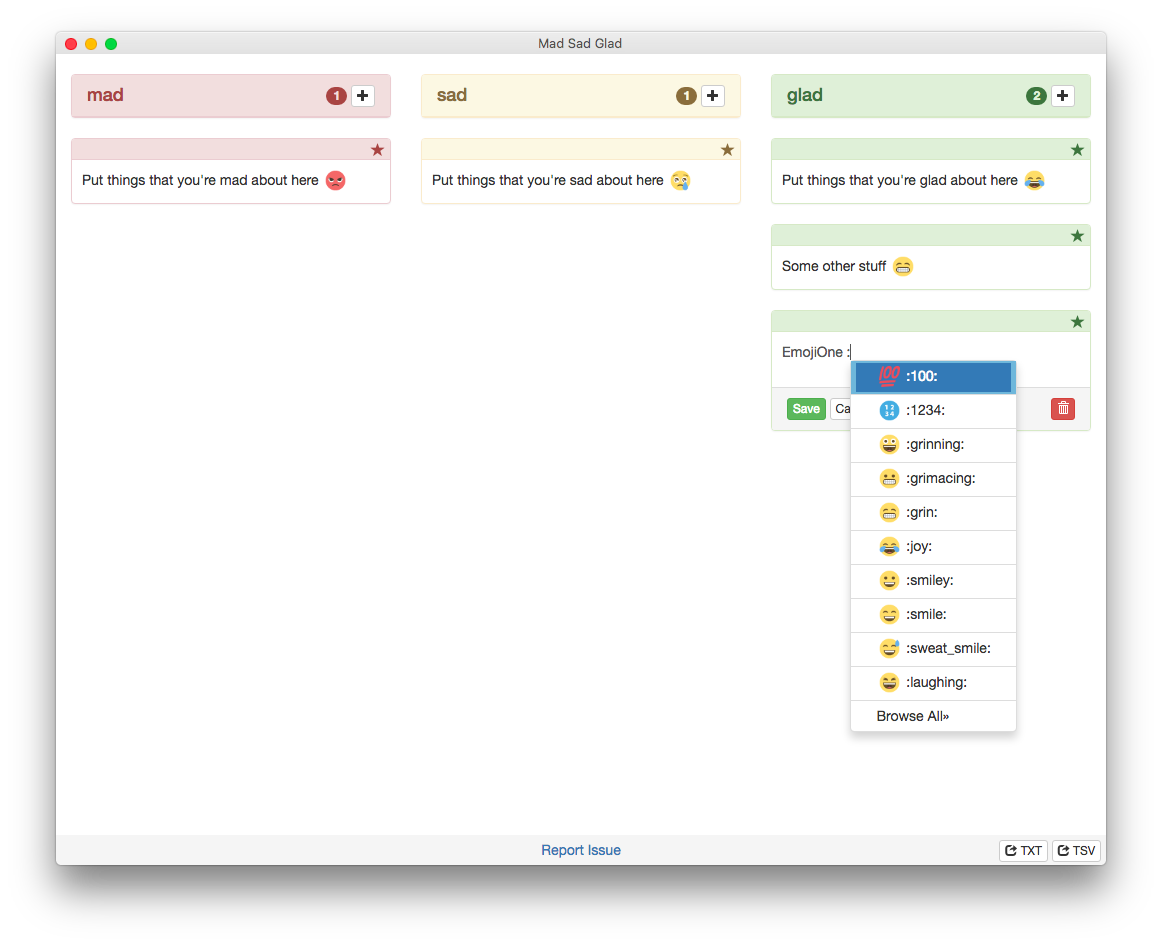 Mad Sad Glad
mad 1
sad 1
glad 2
Put things that you're mad about here
Put things that you're sad about here
Put things that you're glad about here
Some other stuff
EmojiOne :
Save Ca
100 :100:
1234 :1234:
:grinning:
:grimacing:
:grin:
:joy:
:smiley:
:smile:
:sweat_smile:
:laughing:
Browse All»
Report Issue
TXT
TSV